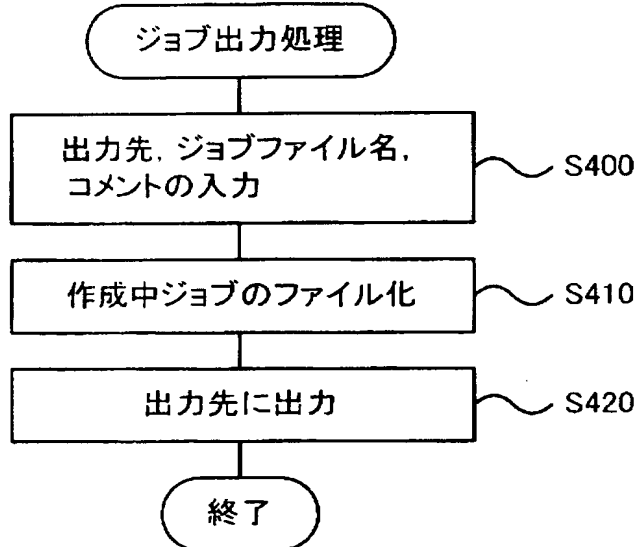 ジョブ出力処理
出力先, ジョブファイル名,
コメントの入力
S400
作成中ジョブのファイル化
S410
出力先に出力
S420
終了